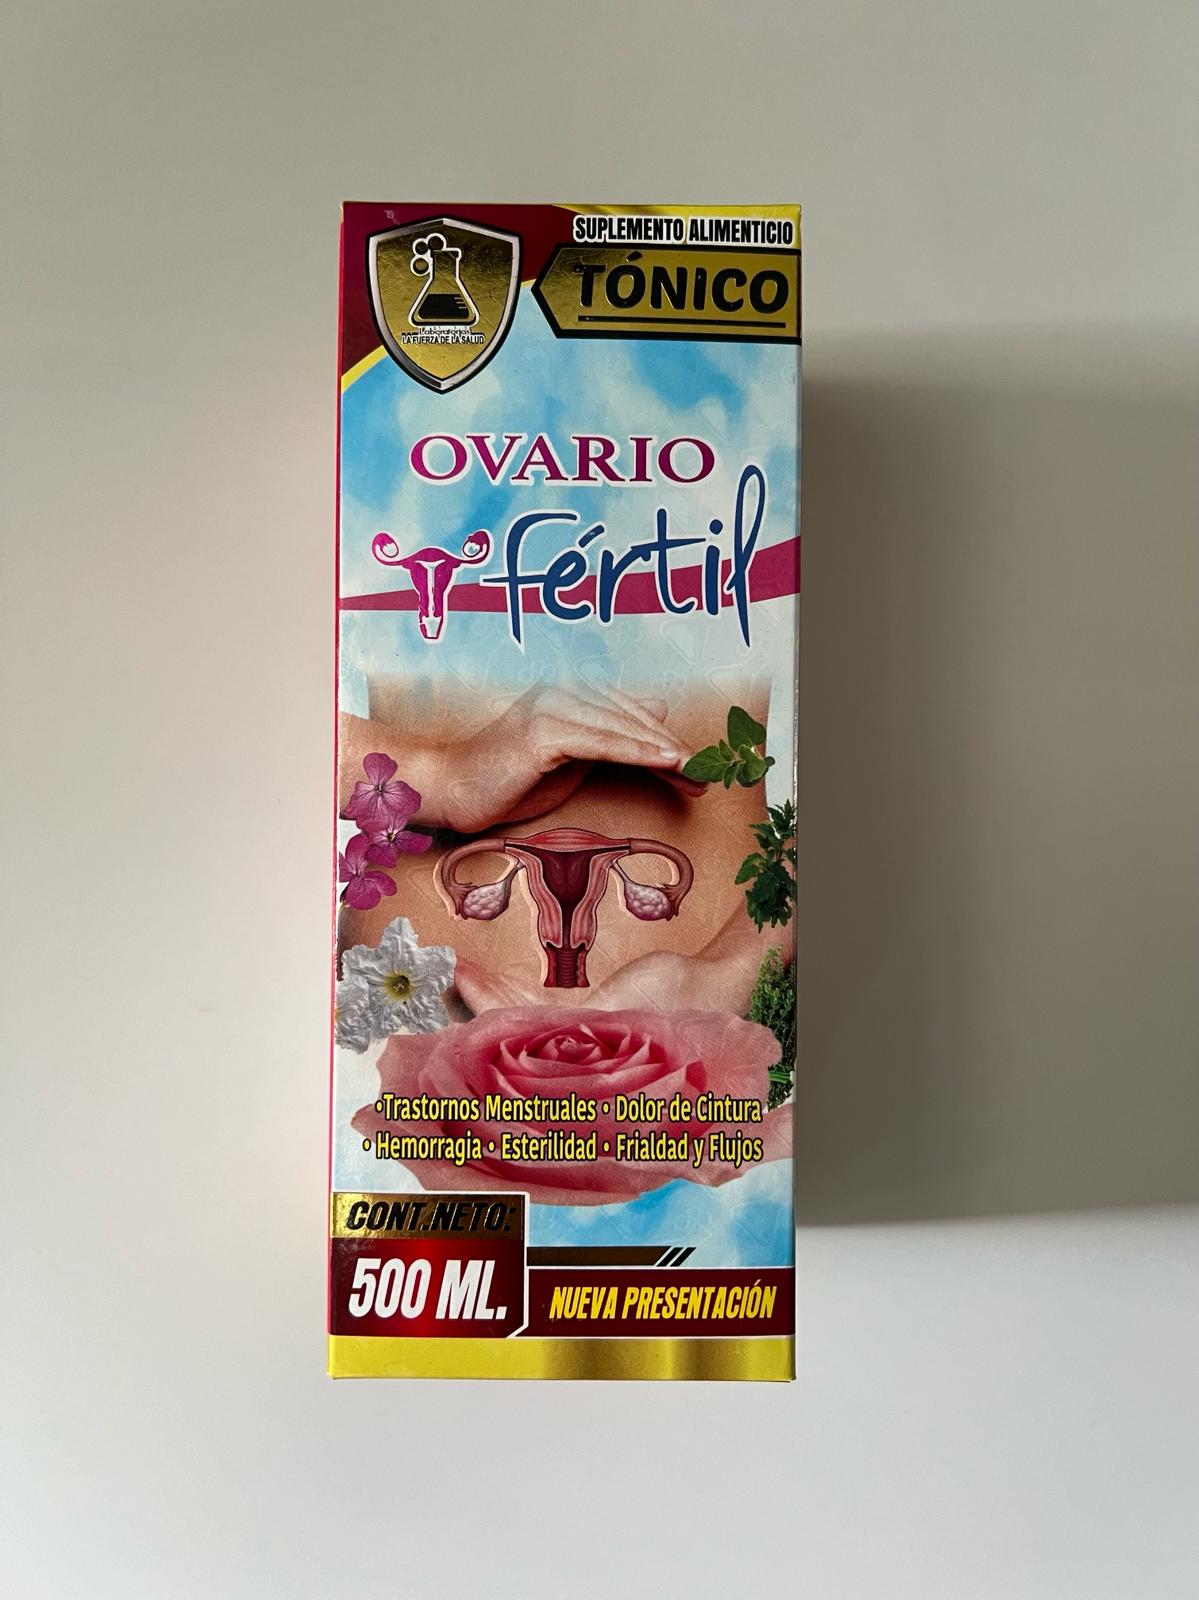 SUPLEMENTO ALIMENTICIO
TÓNICO
Laboratorios
LA FUERZA DE LA SALUD
OVARIO
fértil
•Trastornos Menstruales • Dolor de Cintura
• Hemorragia • Esterilidad • Frialdad y Flujos
CONT.NETO:
500 ML.
NUEVA PRESENTACIÓN